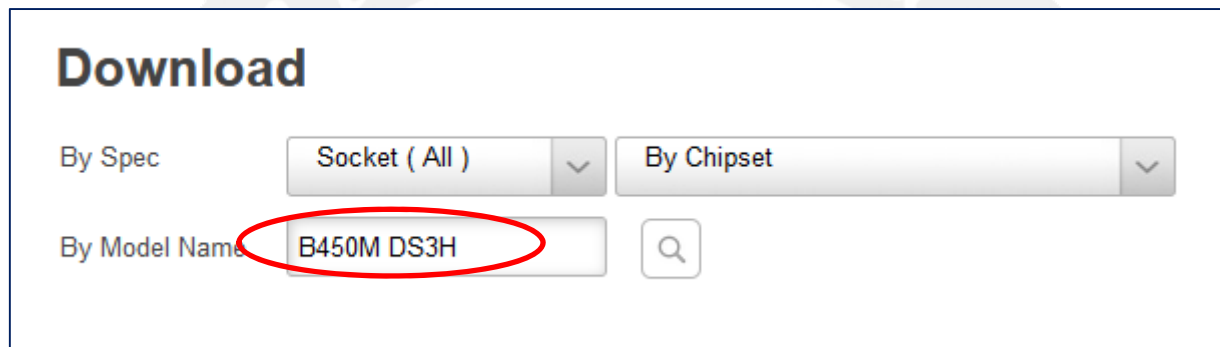 Download
By Spec Socket ( All ) By Chipset
By Model Name B450M DS3H